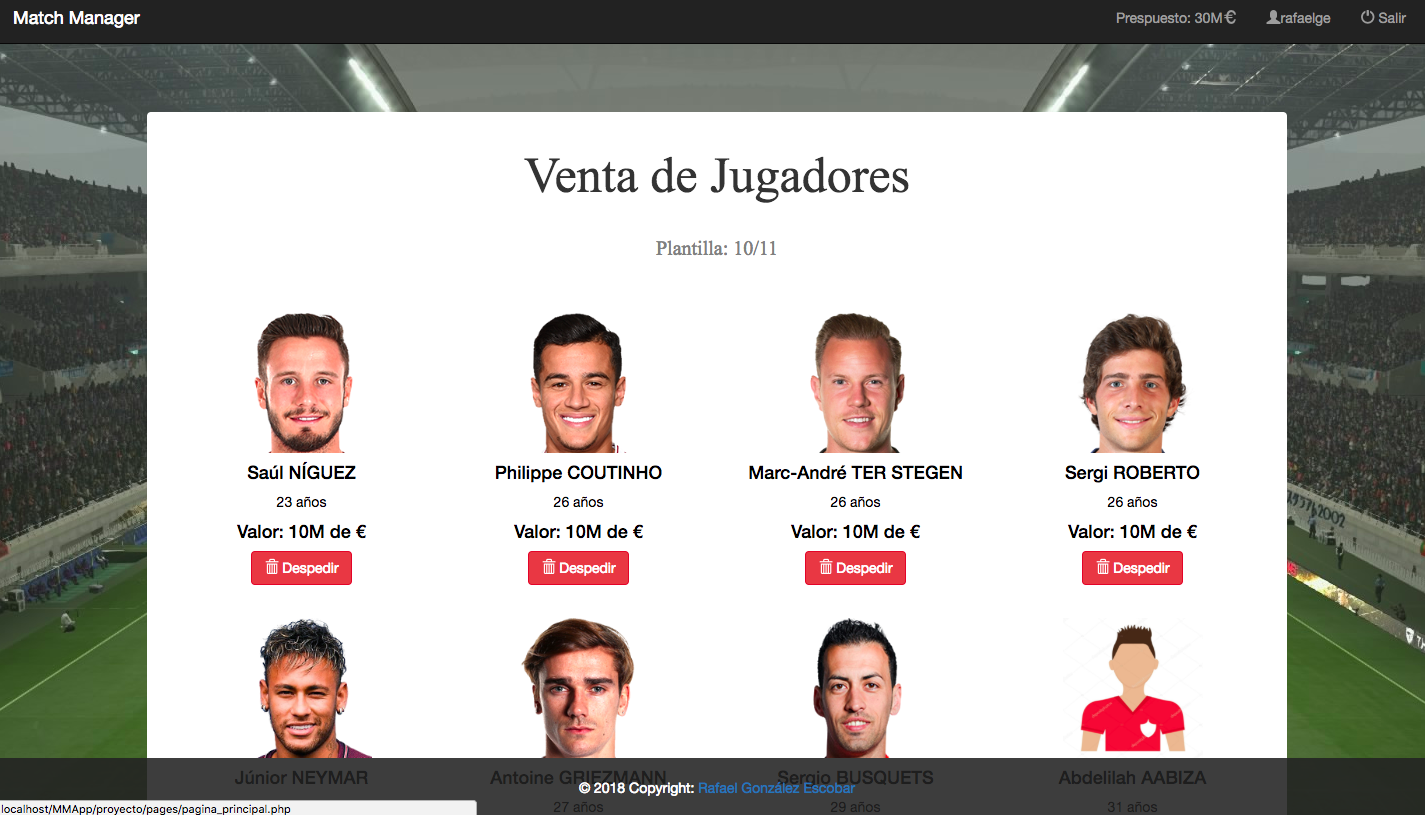 Match Manager
Prespuesto: 30M€ rafaelge Salir
Venta de Jugadores
Plantilla: 10/11
Saúl NÍGUEZ Philippe COUTINHO Marc-André TER STEGEN Sergi ROBERTO
23 años 26 años 26 años 26 años
Valor: 10M de € Valor: 10M de € Valor: 10M de € Valor: 10M de €
Despedir Despedir Despedir Despedir
2002
Júnior NEYMAR Antoine GRIEZMANN Sergio BUSQUETS Abdelilah AABIZA
© 2018 Copyright: Rafael González Escobar
27 años 29 años 31 años
localhost/MMApp/proyecto/pages/pagina_principal.php